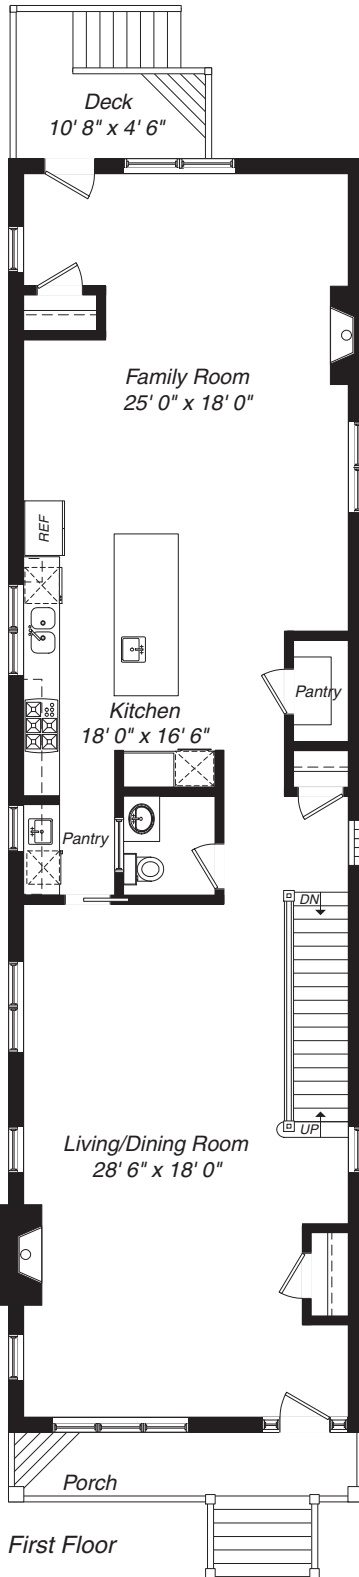 Deck
10' 8" x 4' 6"
Family Room
25' 0" x 18' 0"
REF
Kitchen
18' 0" x 16' 6"
Pantry
Pantry
DN
UP
Living/Dining Room
28' 6" x 18' 0"
Porch
First Floor